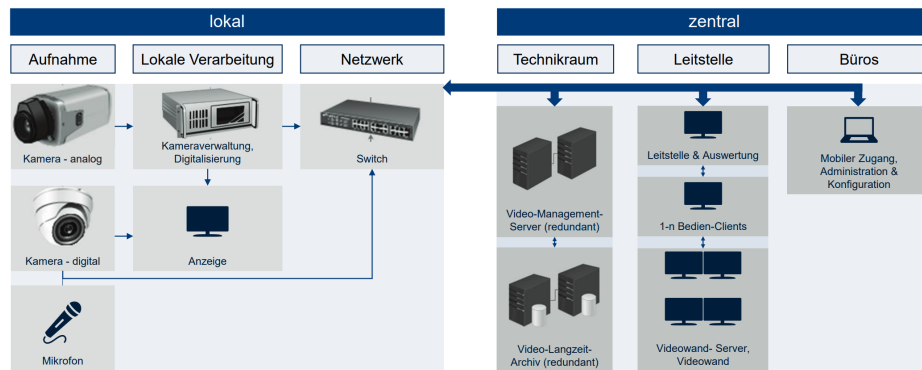 lokal
zentral
Aufnahme
Lokale Verarbeitung
Netzwerk
Technikraum
Leitstelle
Büros
Kamera - analog
Kameraverwaltung,
Digitalisierung
Switch
Kamera - digital
Anzeige
Mikrofon
Video-Management-
Server (redundant)
Video-Langzeit-
Archiv (redundant)
Leitstelle & Auswertung
1-n Bedien-Clients
Videowand- Server,
Videowand
Mobiler Zugang,
Administration &
Konfiguration